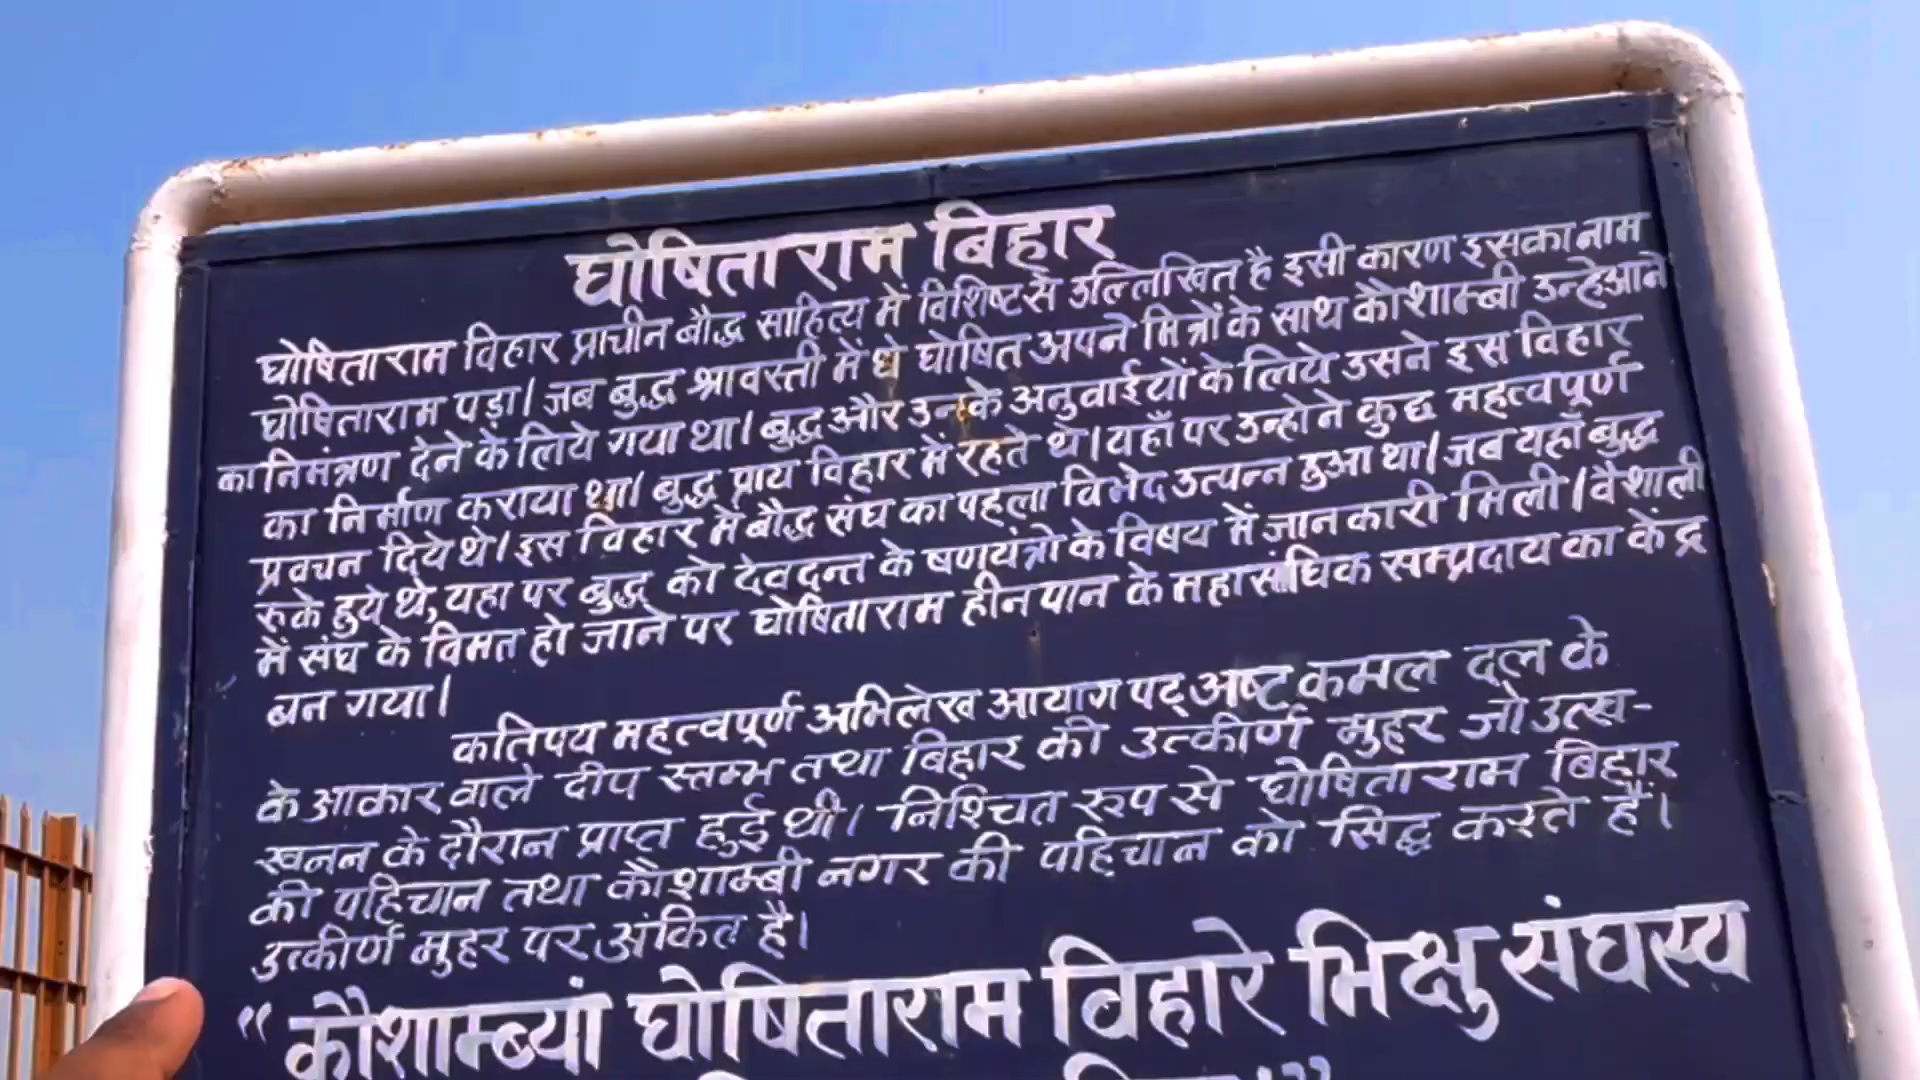 घोषिताराम बिहार
घोषिताराम विहार प्राचीन बौद्ध साहित्य में विशिष्टसे उल्लिखित है इसी कारण इसका नाम
घोषिताराम पड़ा। जब बुद्ध श्रावस्ती में थे घोषित अपने मित्रों के साथ कौशाम्बी उन्हे आने
का निमंत्रण देने के लिये गया था। बुद्ध और उनके अनुवाईयों के लिये उसने इस विहार
का निर्माण कराया था। बुद्ध प्राय विहार में रहते थे। यहाँ पर उन्होने कुछ महत्वपूर्ण
प्रवचन दिये थे। इस विहार में बौद्ध संघ का पहला विभेद उत्पन्न हुआ था। जब यहाँ बुद्ध
रुके हुये थे, यहा पर बुद्ध को देवदन्त के षणयंत्रो के विषय में जानकारी मिली। वैशाली
में संघ के विमत हो जाने पर घोषिताराम हीनपान के महासांधिक सम्प्रदाय का केंद्र
बन गया।
कतिपय महत्वपूर्ण अभिलेख आयाग पट् अष्ट कमल दल के
के आकार वाले दीप स्तम्भ तथा बिहार की उत्कीर्ण मुहर जो उत्ख-
खनन के दौरान प्राप्त हुई थी। निश्चित रूप से घोषिताराम बिहार
की पहिचान तथा कौशाम्बी नगर की पहिचान को सिद्ध करते हैं।
उत्कीर्ण मुहर पर अंकित है।
“ कौशाम्ब्यां घोषिताराम विहारे भिक्षु संघस्य